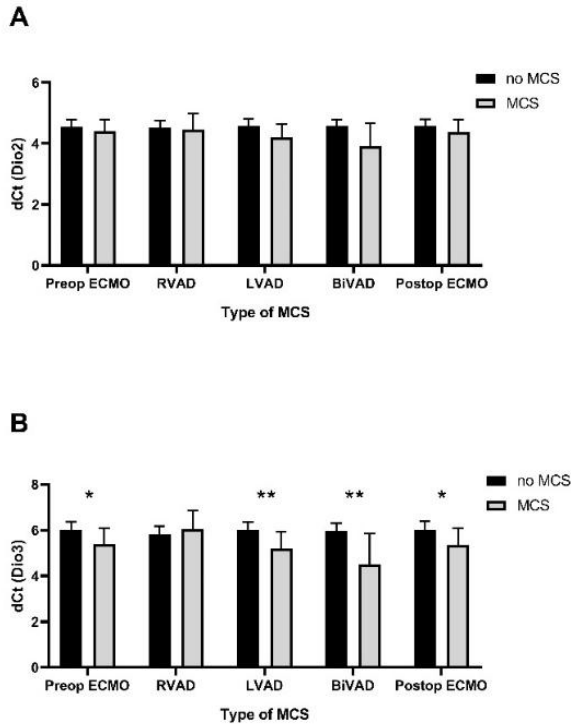 A
no MCS
MCS
dCt (Dio2)
6
4
2
0
Preop ECMO RVAD LVAD BiVAD Postop ECMO
Type of MCS
B
no MCS
MCS
dCt (Dio3)
8
6
4
2
0
* ** ** *
Preop ECMO RVAD LVAD BiVAD Postop ECMO
Type of MCS